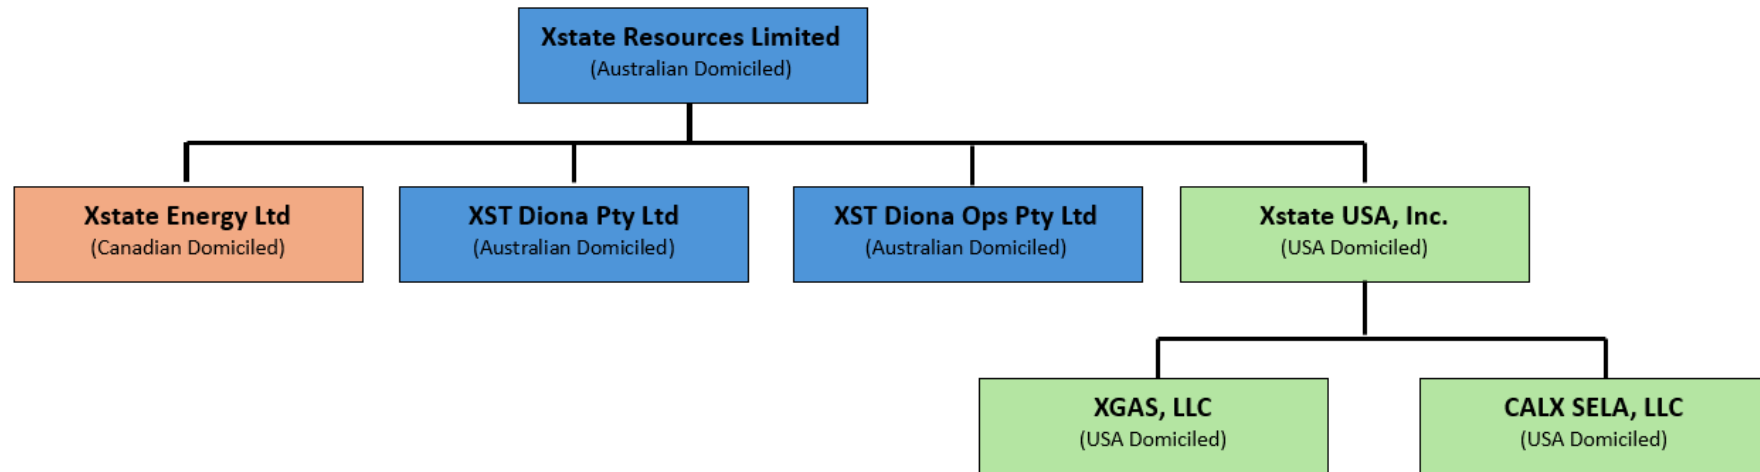 Xstate Resources Limited
(Australian Domiciled)
Xstate Energy Ltd
(Canadian Domiciled)
XST Diona Pty Ltd
(Australian Domiciled)
XST Diona Ops Pty Ltd
(Australian Domiciled)
Xstate USA, Inc.
(USA Domiciled)
XGAS, LLC
(USA Domiciled)
CALX SELA, LLC
(USA Domiciled)